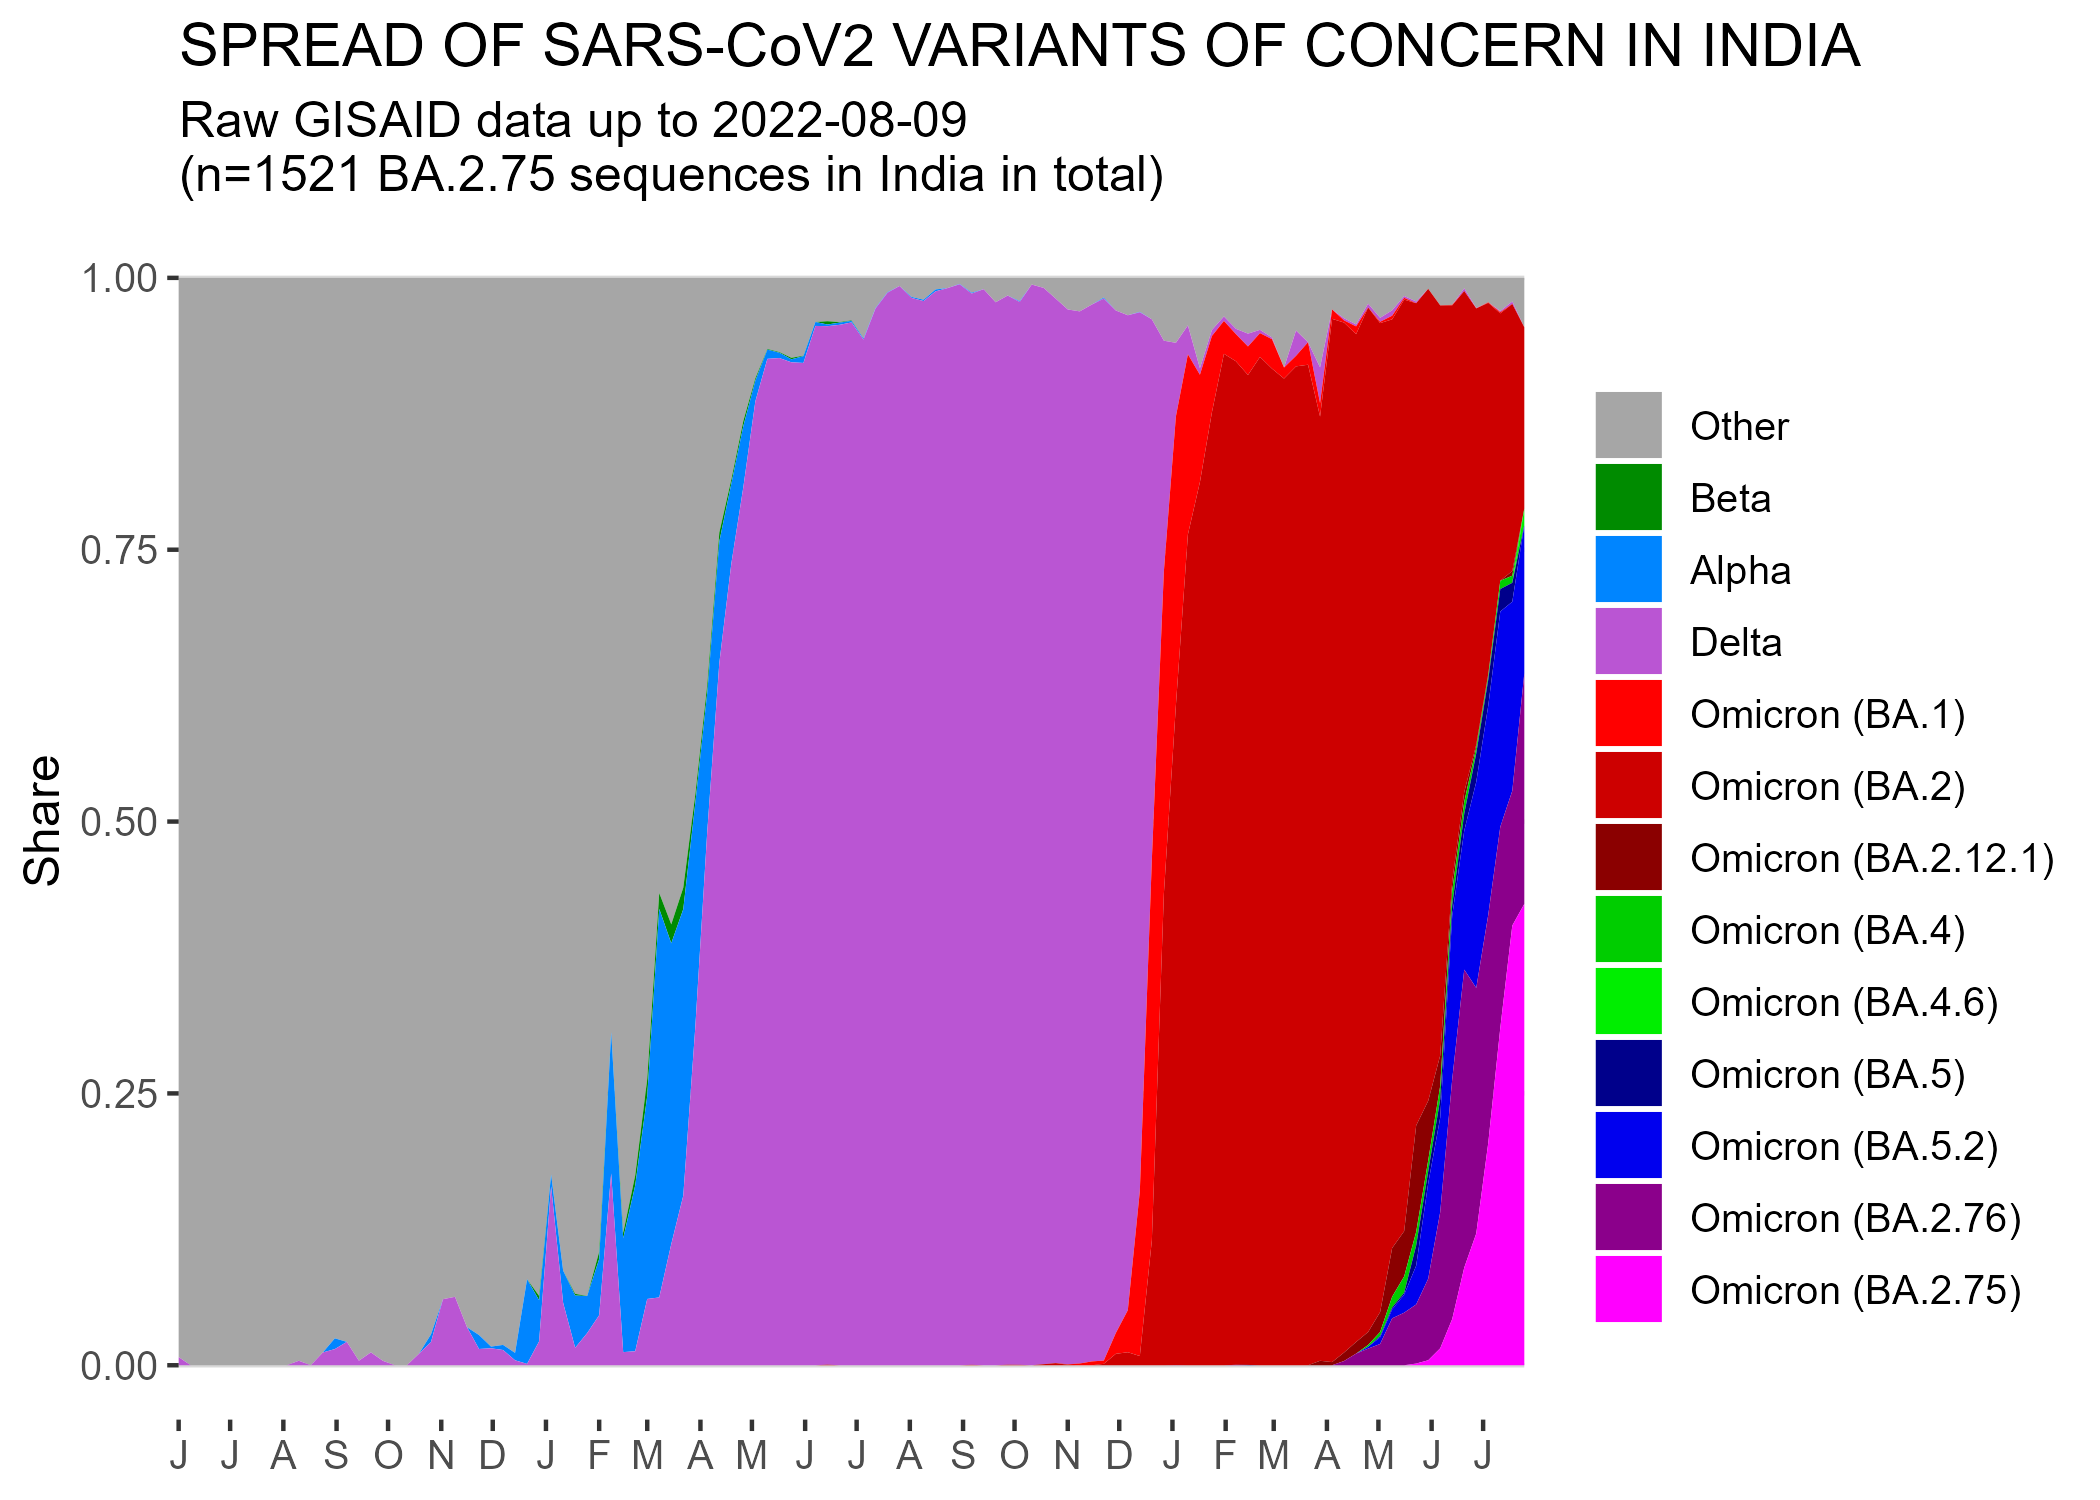 SPREAD OF SARS-CoV2 VARIANTS OF CONCERN IN INDIA
Raw GISAID data up to 2022-08-09
(n=1521 BA.2.75 sequences in India in total)
Share
1.00
0.75
0.50
0.25
0.00
J J A S O N D J F M A M J J A S O N D J F M A M J J
Other
Beta
Alpha
Delta
Omicron (BA.1)
Omicron (BA.2)
Omicron (BA.2.12.1)
Omicron (BA.4)
Omicron (BA.4.6)
Omicron (BA.5)
Omicron (BA.5.2)
Omicron (BA.2.76)
Omicron (BA.2.75)